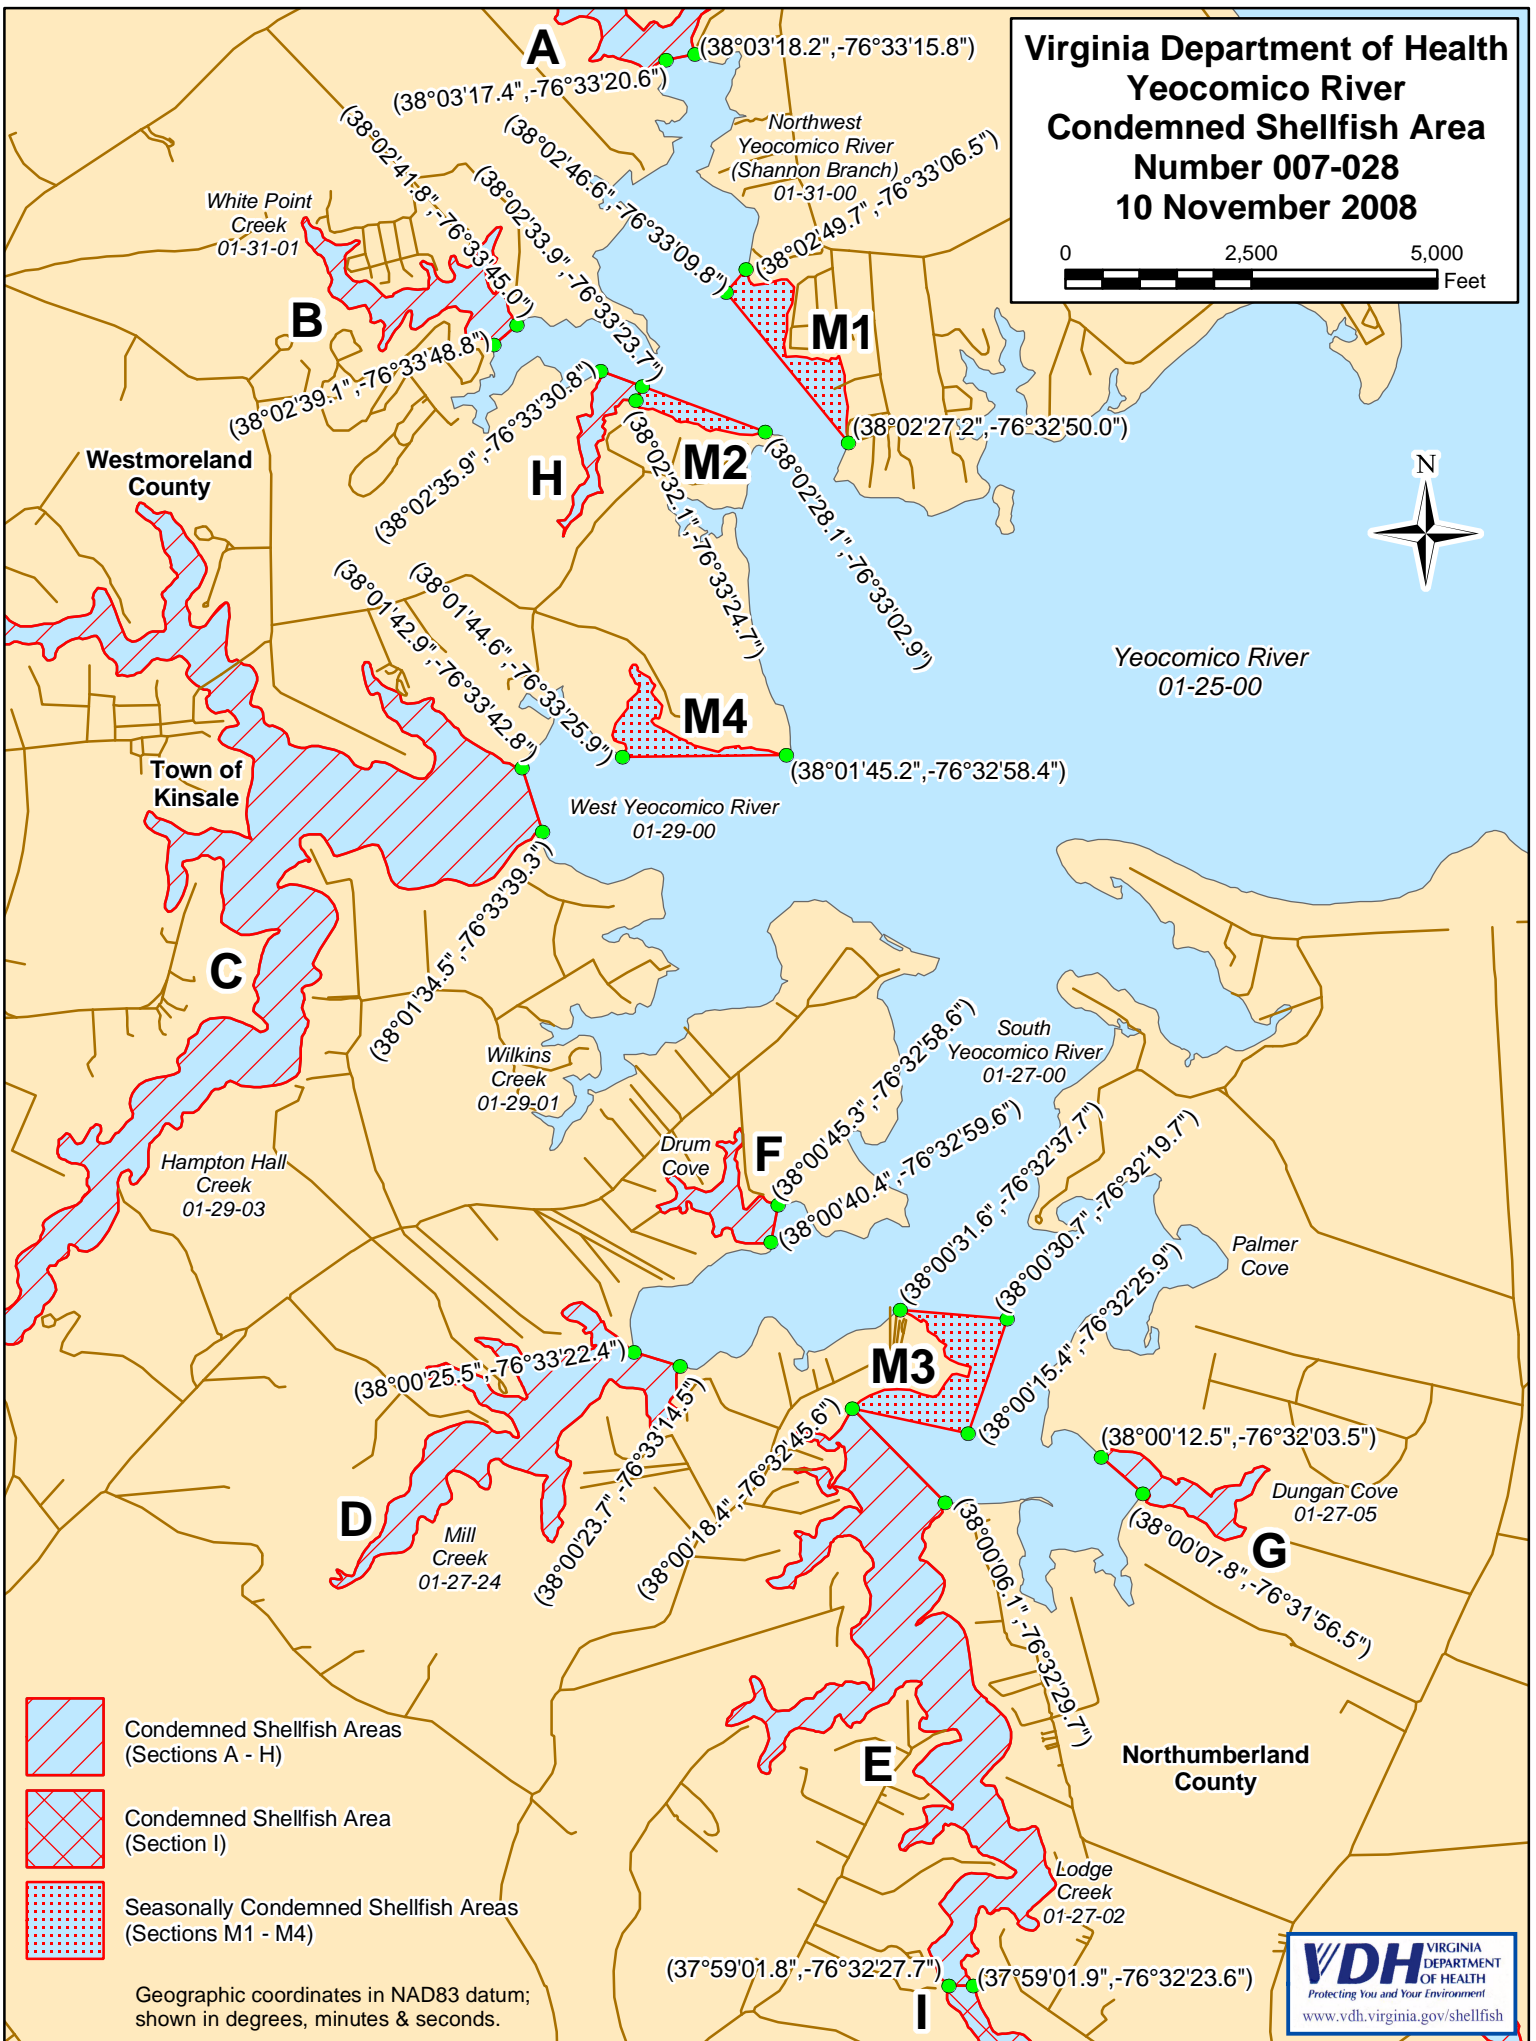 Virginia Department of Health
Yeocomico River
Condemned Shellfish Area
Number 007-028
10 November 2008
0 2,500 5,000
Feet
A
(38°03'18.2",-76°33'15.8")
(38°03'17.4",-76°33'20.6")
(38°02'41.8",-76°33'45.0")
(38°02'46.6",-76°33'09.8")
Northwest
Yeocomico River
(Shannon Branch)
01-31-00
(38°02'49.7",-76°33'06.5")
(38°02'33.9",-76°33'23.7")
White Point
Creek
01-31-01
B
M1
(38°02'39.1",-76°33'48.8")
(38°02'35.9",-76°33'30.8")
(38°02'27.2",-76°32'50.0")
Westmoreland
County
H
M2
(38°02'32.1",-76°33'24.7")
(38°02'28.1",-76°33'02.9")
N
(38°01'42.9",-76°33'42.8")
(38°01'44.6",-76°33'25.9")
Yeocomico River
01-25-00
M4
Town of
Kinsale
(38°01'45.2",-76°32'58.4")
West Yeocomico River
01-29-00
(38°01'34.5",-76°33'39.3")
C
Wilkins
Creek
01-29-01
South
Yeocomico River
01-27-00
(38°00'45.3",-76°32'58.6")
(38°00'40.4",-76°32'59.6")
Drum
Cove
F
(38°00'31.6",-76°32'37.7")
(38°00'30.7",-76°32'19.7")
Hampton Hall
Creek
01-29-03
Palmer
Cove
(38°00'15.4",-76°32'25.9")
M3
(38°00'25.5",-76°33'22.4")
(38°00'23.7",-76°33'14.5")
(38°00'18.4",-76°32'45.6")
(38°00'12.5",-76°32'03.5")
Dungan Cove
01-27-05
D
Mill
Creek
01-27-24
G
(38°00'07.8",-76°31'56.5")
(38°00'06.1",-76°32'29.7")
E
Northumberland
County
Condemned Shellfish Areas
(Sections A - H)
Condemned Shellfish Area
(Section I)
Seasonally Condemned Shellfish Areas
(Sections M1 - M4)
Lodge
Creek
01-27-02
(37°59'01.8",-76°32'27.7")
(37°59'01.9",-76°32'23.6")
I
Geographic coordinates in NAD83 datum;
shown in degrees, minutes & seconds.
VDH VIRGINIA
DEPARTMENT
OF HEALTH
Protecting You and Your Environment
www.vdh.virginia.gov/shellfish